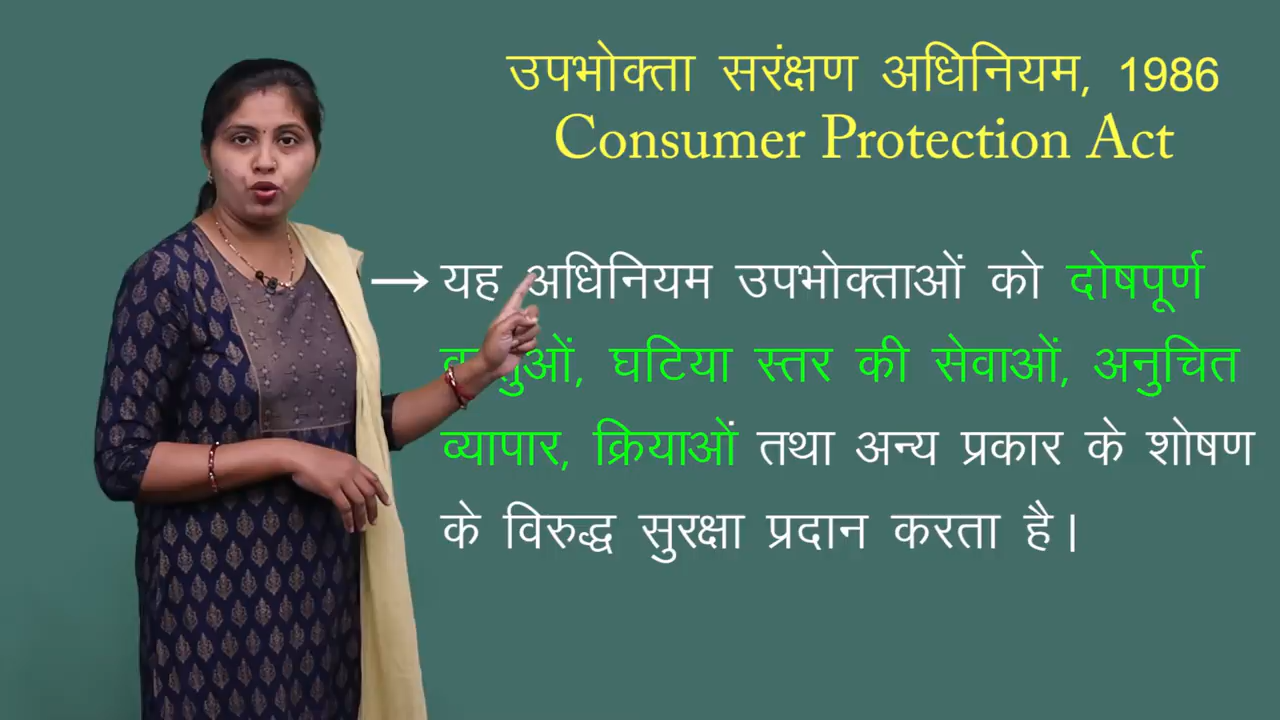 उपभोक्ता सरंक्षण अधिनियम, 1986
Consumer Protection Act
→ यह अधिनियम उपभोक्ताओं को दोषपूर्ण
घटिया स्तर की सेवाओं, अनुचित
व्यापार, क्रियाओं तथा अन्य प्रकार के शोषण
के विरुद्ध सुरक्षा प्रदान करता है।